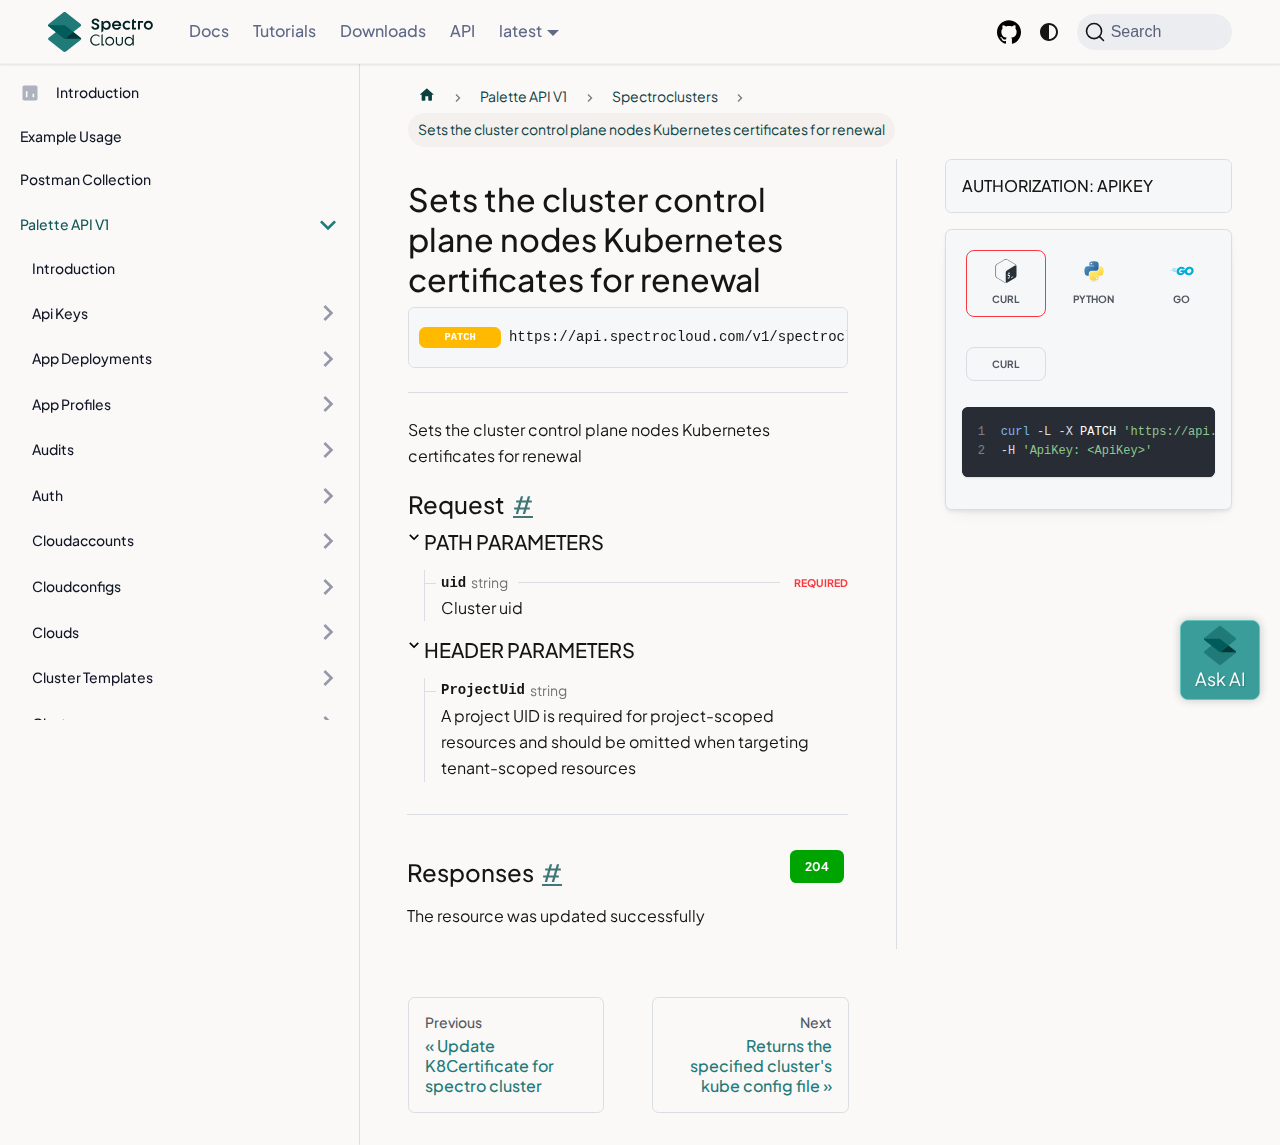 Spectro
Cloud
Docs
Tutorials
Downloads
API
latest
Search
Introduction
Example Usage
Postman Collection
Palette API V1
Introduction
Api Keys
App Deployments
App Profiles
Audits
Auth
Cloudaccounts
Cloudconfigs
Clouds
Cluster Templates
Palette API V1
Spectroclusters
Sets the cluster control plane nodes Kubernetes certificates for renewal
Sets the cluster control
plane nodes Kubernetes
certificates for renewal
PATCH https://api.spectrocloud.com/v1/spectroc
Sets the cluster control plane nodes Kubernetes
certificates for renewal
Request #
PATH PARAMETERS
uid string REQUIRED
Cluster uid
HEADER PARAMETERS
ProjectUid string
A project UID is required for project-scoped
resources and should be omitted when targeting
tenant-scoped resources
Responses #
204
The resource was updated successfully
Previous
« Update
K8Certificate for
spectro cluster
Next
Returns the
specified cluster's
kube config file »
AUTHORIZATION: APIKEY
CURL
PYTHON
GO
CURL
1 curl -L -X PATCH 'https://api.
2 -H 'ApiKey: <ApiKey>'
Ask AI